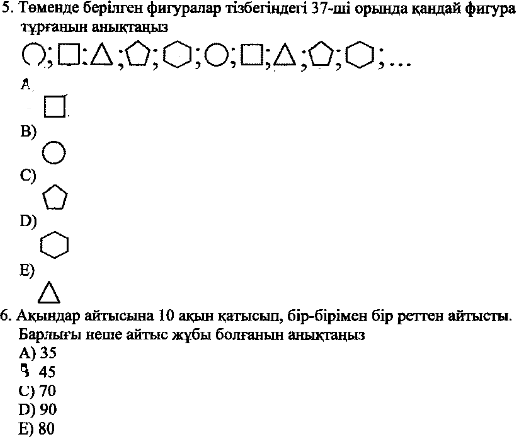 5. Төменде берілген фигуралар тізбегіндегі 37-ші орында қандай фигура
тұрғанын анықтаңыз
; ; ; ; ; ; ; ; ; ; ...
A
B)
C)
D)
E)
6. Ақындар айтысына 10 ақын қатысып, бір-бірімен бір реттен айтысты.
Барлығы неше айтыс жұбы болғанын анықтаңыз
A) 35
45
C) 70
D) 90
E) 80